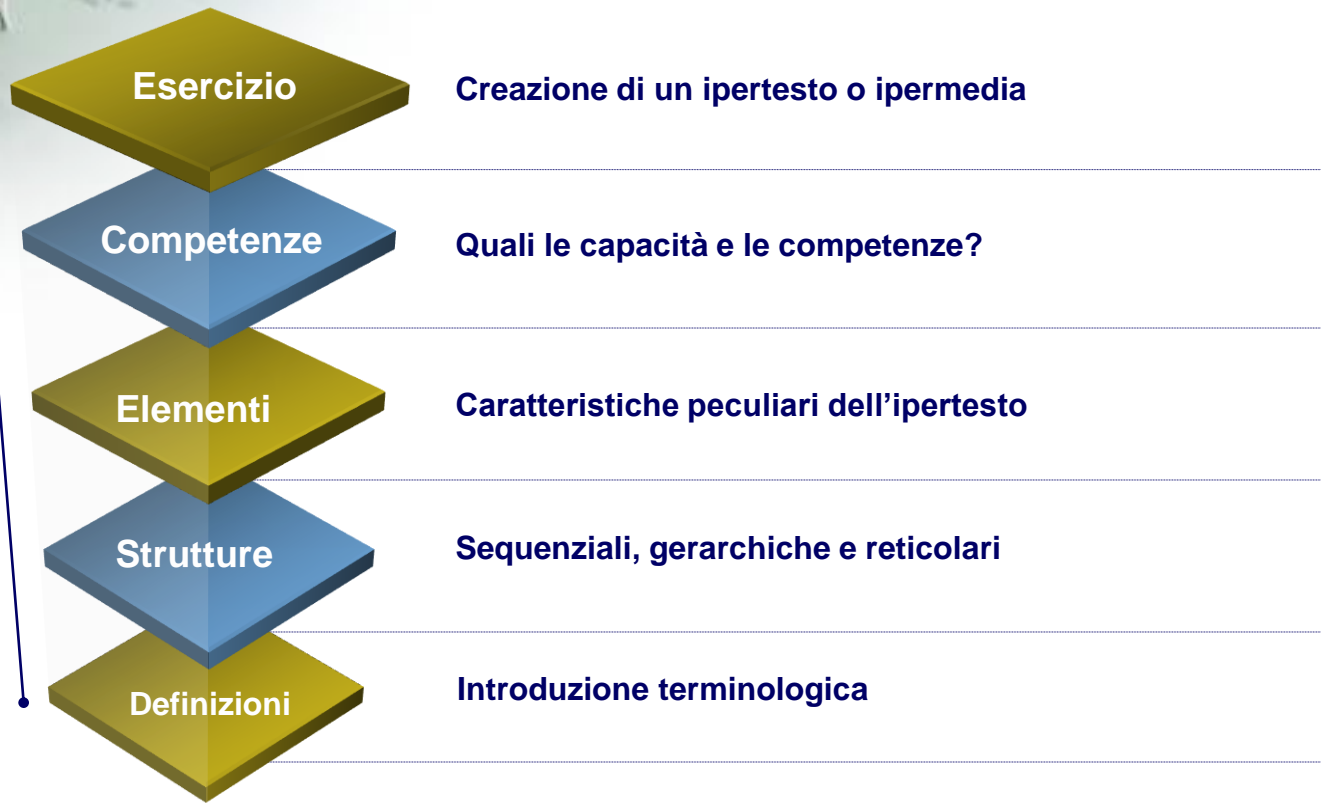 Esercizio
Creazione di un ipertesto o ipermedia
Competenze
Quali le capacità e le competenze?
Elementi
Caratteristiche peculiari dell’ipertesto
Strutture
Sequenziali, gerarchiche e reticolari
Definizioni
Introduzione terminologica